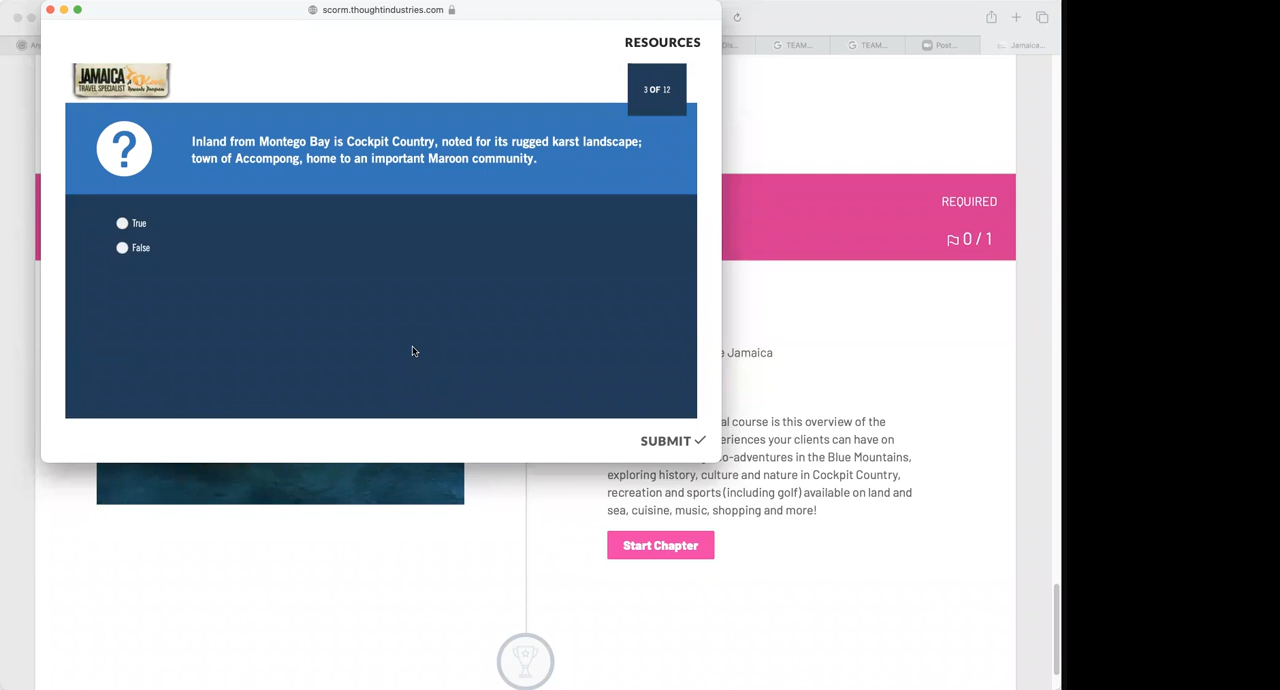 scorm.thoughtindustries.com
An
Dis...
TEAM...
TEAM...
Post...
Jamaica...
RESOURCES
JAMAICA
TRAVEL SPECIALIST
Rewards Program
3 OF 12
?
Inland from Montego Bay is Cockpit Country, noted for its rugged karst landscape;
town of Accompong, home to an important Maroon community.
True
False
SUBMIT
REQUIRED
0 / 1
e Jamaica
al course is this overview of the
eriences your clients can have on
o-adventures in the Blue Mountains,
exploring history, culture and nature in Cockpit Country,
recreation and sports (including golf) available on land and
sea, cuisine, music, shopping and more!
Start Chapter